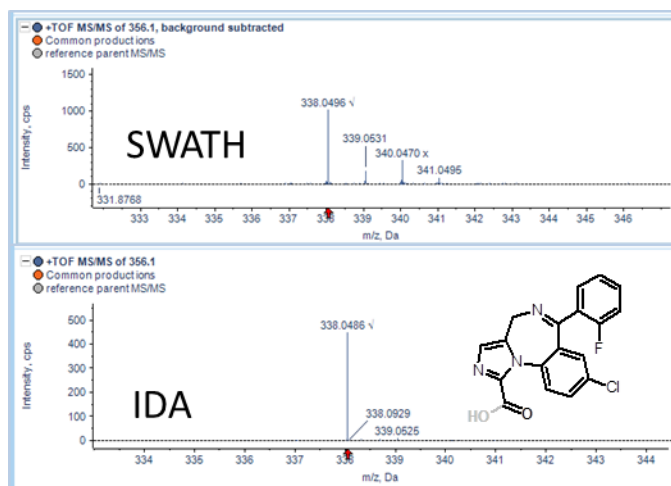 +TOF MS/MS of 356.1, background subtracted
Common productions
reference parent MS/MS
Intensity, cps
1500
1000
500
0
SWATH
338.0496 √
339.0531
340.0470 x
341.0495
331.8768
333 334 335 336 337 338 339 340 341 342 343 344 345 346
m/z, Da
+TOF MS/MS of 356.1
Common productions
reference parent MS/MS
Intensity, cps
500
400
300
200
100
0
IDA
338.0486 √
338.0929
339.0525
334 335 336 337 338 339 340 341 342 343 344
m/z, Da
N
F
N
N
Cl
HO
O